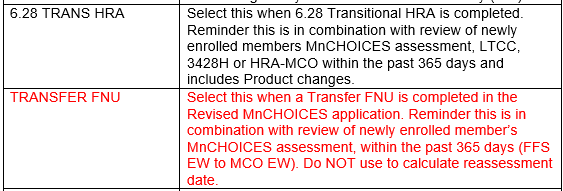 6.28 TRANS HRA
Select this when 6.28 Transitional HRA is completed.
Reminder this is in combination with review of newly
enrolled members MnCHOICES assessment, LTCC,
3428H or HRA-MCO within the past 365 days and
includes Product changes.
TRANSFER FNU
Select this when a Transfer FNU is completed in the
Revised MnCHOICES application. Reminder this is in
combination with review of newly enrolled member's
MnCHOICES assessment, within the past 365 days (FFS
EW to MCO EW). Do NOT use to calculate reassessment
date.